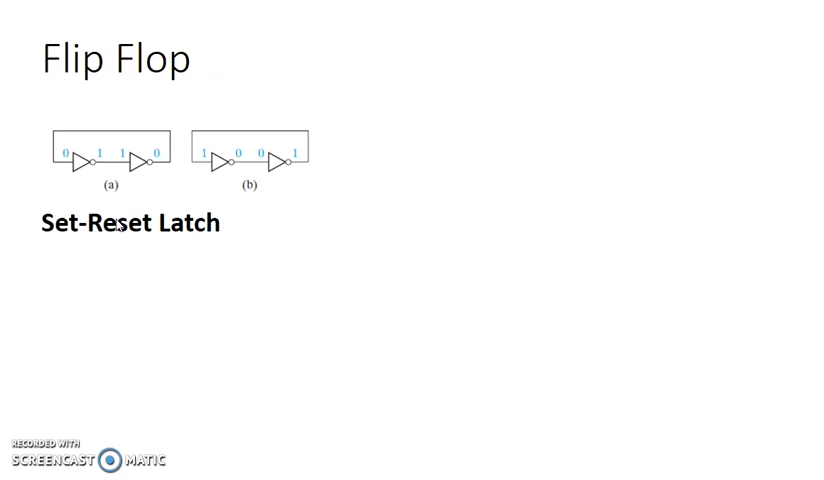 Flip Flop
0 1 1 0 1 0 0 1
(a) (b)
Set-Reset Latch
RECORDED WITH
SCREENCAST MATIC